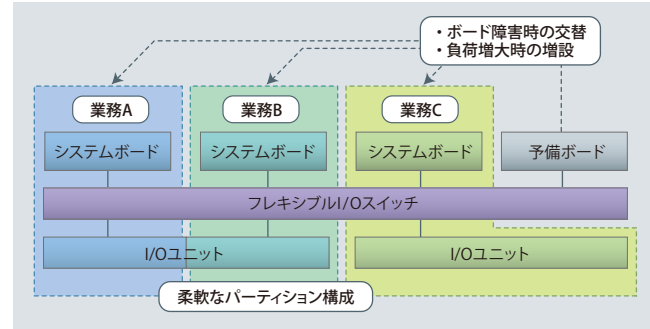 ・ボード障害時の交替
・負荷増大時の増設
業務A
業務B
業務C
システムボード
システムボード
システムボード
予備ボード
フレキシブルI/Oスイッチ
I/Oユニット
I/Oユニット
柔軟なパーティション構成